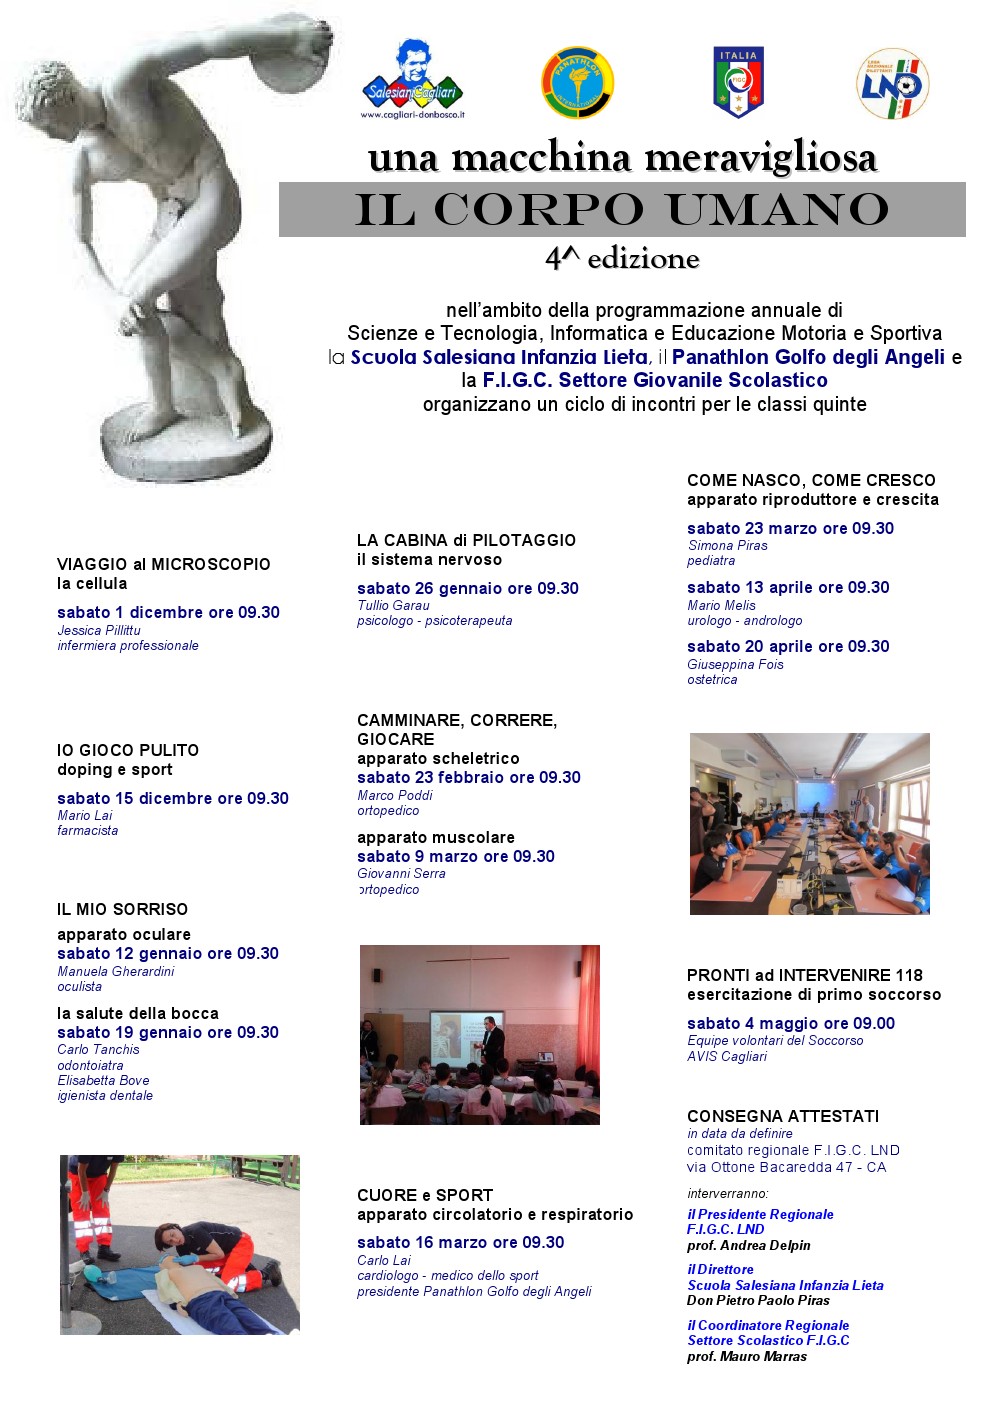 SalesianiCagliari
www.cagliari-donbosco.it
PANATHLON
INTERNATIONAL
ITALIA
FIGC
LEGA
NAZIONALE
DILETTANTI
LND
una macchina meravigliosa
IL CORPO UMANO
4^ edizione
nell'ambito della programmazione annuale di
Scienze e Tecnologia, Informatica e Educazione Motoria e Sportiva
la Scuola Salesiana Infanzia Lieta, il Panathlon Golfo degli Angeli e
la F.I.G.C. Settore Giovanile Scolastico
organizzano un ciclo di incontri per le classi quinte
VIAGGIO al MICROSCOPIO
la cellula
sabato 1 dicembre ore 09.30
Jessica Pillittu
infermiera professionale
IO GIOCO PULITO
doping e sport
sabato 15 dicembre ore 09.30
Mario Lai
farmacista
IL MIO SORRISO
apparato oculare
sabato 12 gennaio ore 09.30
Manuela Gherardini
oculista
la salute della bocca
sabato 19 gennaio ore 09.30
Carlo Tanchis
odontoiatra
Elisabetta Bove
igienista dentale
LA CABINA di PILOTAGGIO
il sistema nervoso
sabato 26 gennaio ore 09.30
Tullio Garau
psicologo - psicoterapeuta
CAMMINARE, CORRERE,
GIOCARE
apparato scheletrico
sabato 23 febbraio ore 09.30
Marco Poddi
ortopedico
apparato muscolare
sabato 9 marzo ore 09.30
Giovanni Serra
ortopedico
CUORE e SPORT
apparato circolatorio e respiratorio
sabato 16 marzo ore 09.30
Carlo Lai
cardiologo - medico dello sport
presidente Panathlon Golfo degli Angeli
COME NASCO, COME CRESCO
apparato riproduttore e crescita
sabato 23 marzo ore 09.30
Simona Piras
pediatra
sabato 13 aprile ore 09.30
Mario Melis
urologo - andrologo
sabato 20 aprile ore 09.30
Giuseppina Fois
ostetrica
PRONTI ad INTERVENIRE 118
esercitazione di primo soccorso
sabato 4 maggio ore 09.00
Equipe volontari del Soccorso
AVIS Cagliari
CONSEGNA ATTESTATI
in data da definire
comitato regionale F.I.G.C. LND
via Ottone Bacaredda 47 - CA
interverranno:
il Presidente Regionale
F.I.G.C. LND
prof. Andrea Delpin
il Direttore
Scuola Salesiana Infanzia Lieta
Don Pietro Paolo Piras
il Coordinatore Regionale
Settore Scolastico F.I.G.C
prof. Mauro Marras